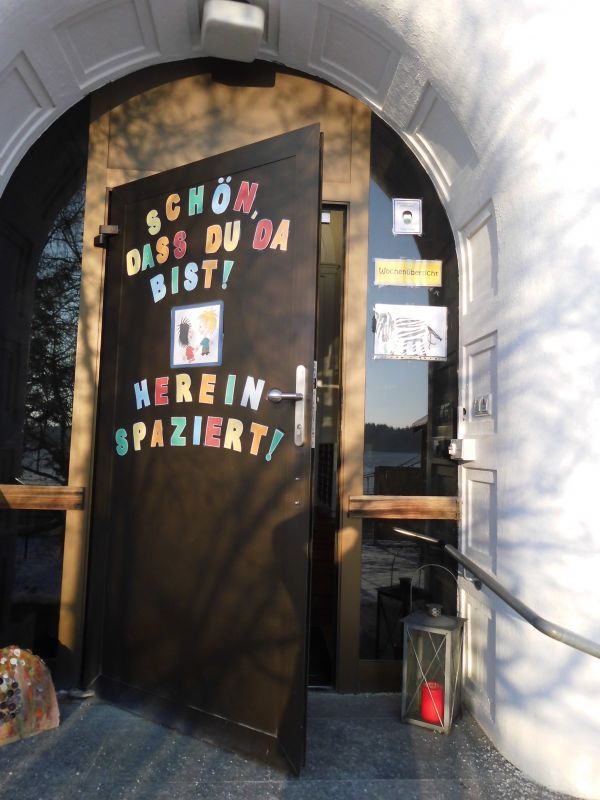 SCHÖN,
DASS DU DA
BIST!
HEREIN
SPAZIERT!
Wochenübersicht